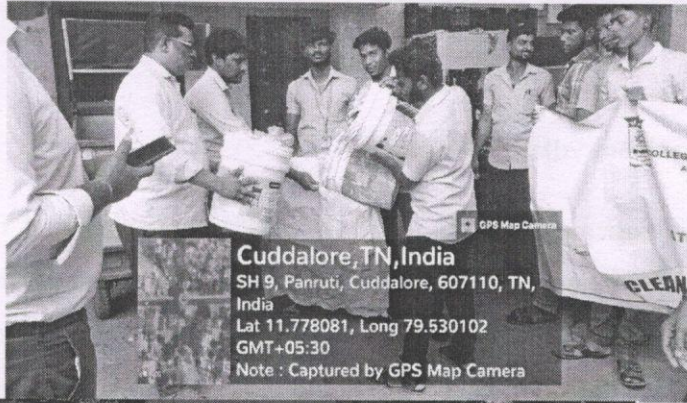 COLLEG
CLEAN
GPS Map Camera
Cuddalore,TN,India
SH 9, Panruti, Cuddalore, 607110, TN,
India
Lat 11.778081, Long 79.530102
GMT+05:30
Note : Captured by GPS Map Camera